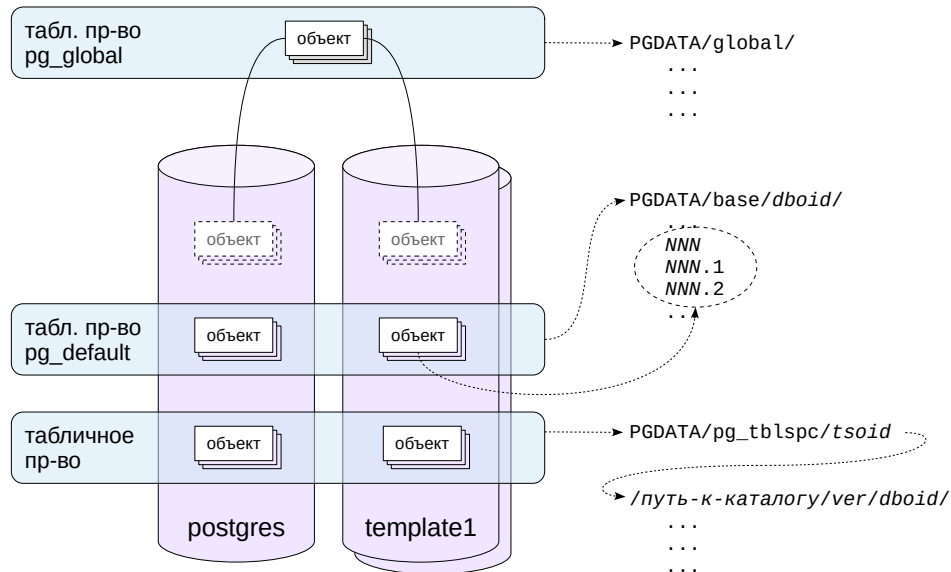 табл. пр-во
pg_global
объект
PGDATA/global/
...
...
...
объект
объект
PGDATA/base/dboid/
...
NNN
NNN.1
NNN.2
...
табл. пр-во
pg_default
объект
объект
табличное
пр-во
объект
объект
PGDATA/pg_tblspc/tsoid
/путь-к-каталогу/ver/dboid/
...
...
...
postgres
template1